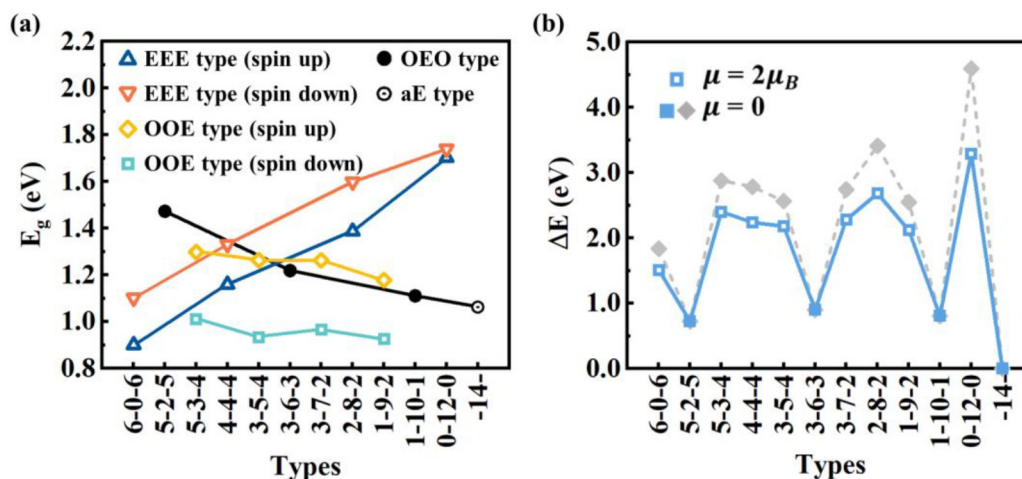 (a)
2.2
2.0
1.8
1.6
1.4
1.2
1.0
0.8
E_g (eV)
EEE type (spin up)
OEO type
EEE type (spin down)
aE type
OOE type (spin up)
OOE type (spin down)
6-0-6
5-2-5
5-3-4
4-4-4
3-5-4
3-6-3
3-7-2
2-8-2
1-9-2
1-10-1
0-12-0
-14-
Types
(b)
5.0
4.0
3.0
2.0
1.0
0.0
ΔE (eV)
μ = 2μ_B
μ = 0
6-0-6
5-2-5
5-3-4
4-4-4
3-5-4
3-6-3
3-7-2
2-8-2
1-9-2
1-10-1
0-12-0
-14-
Types